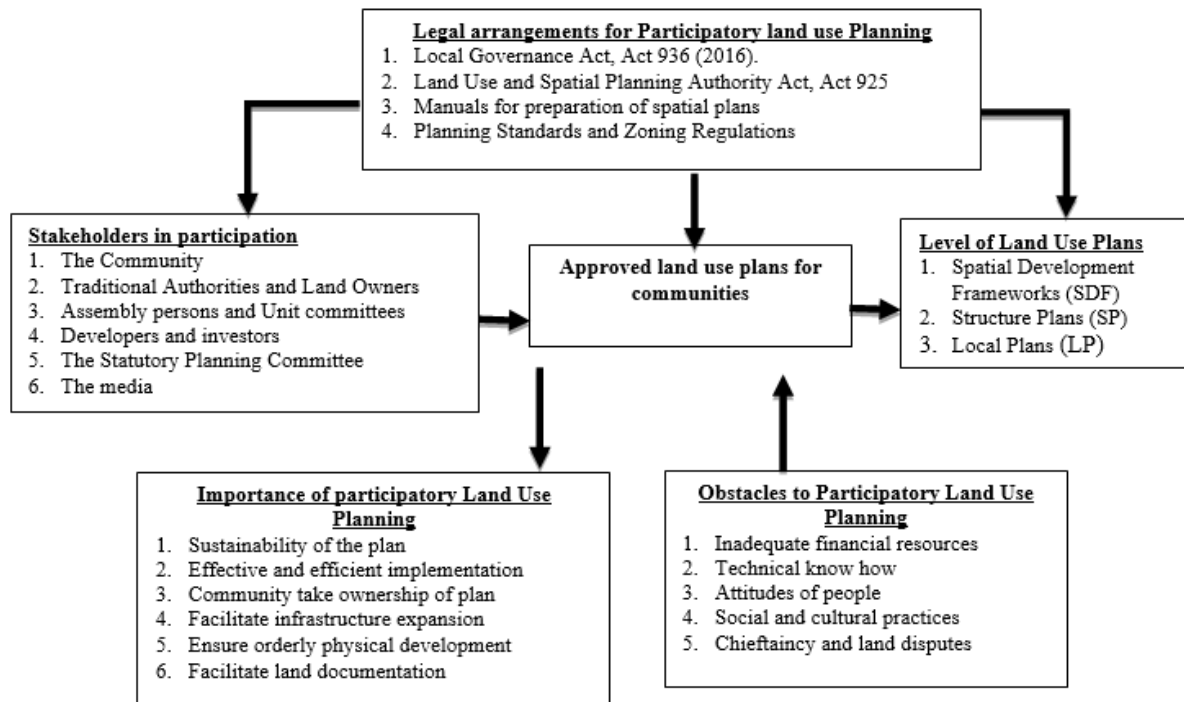 Legal arrangements for Participatory land use Planning
1. Local Governance Act, Act 936 (2016).
2. Land Use and Spatial Planning Authority Act, Act 925
3. Manuals for preparation of spatial plans
4. Planning Standards and Zoning Regulations
Stakeholders in participation
1. The Community
2. Traditional Authorities and Land Owners
3. Assembly persons and Unit committees
4. Developers and investors
5. The Statutory Planning Committee
6. The media
Approved land use plans for
communities
Level of Land Use Plans
1. Spatial Development
Frameworks (SDF)
2. Structure Plans (SP)
3. Local Plans (LP)
Importance of participatory Land Use
Planning
1. Sustainability of the plan
2. Effective and efficient implementation
3. Community take ownership of plan
4. Facilitate infrastructure expansion
5. Ensure orderly physical development
6. Facilitate land documentation
Obstacles to Participatory Land Use
Planning
1. Inadequate financial resources
2. Technical know how
3. Attitudes of people
4. Social and cultural practices
5. Chieftaincy and land disputes